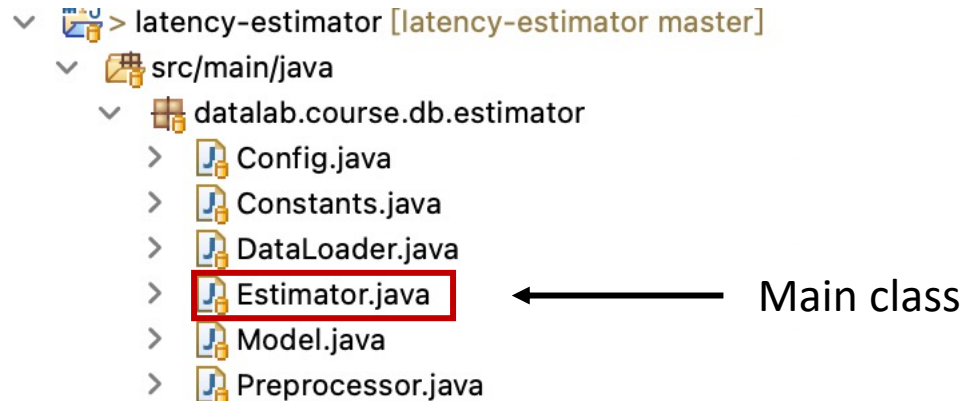 > latency-estimator [latency-estimator master]
src/main/java
datalab.course.db.estimator
Config.java
Constants.java
DataLoader.java
Estimator.java
Main class
Model.java
Preprocessor.java